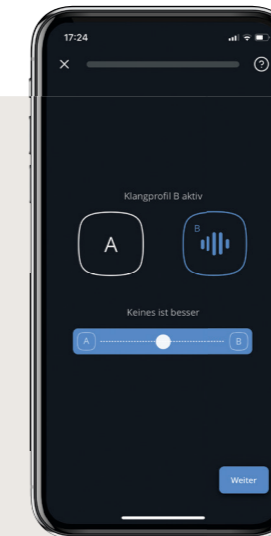 17:24
?
Klangprofil B aktiv
A
B
Keines ist besser
A
B
Weiter